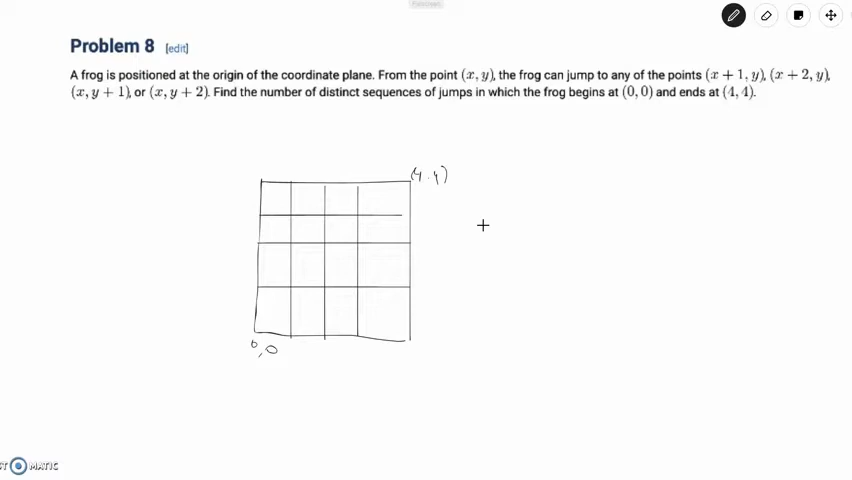 Problem 8 [edit]
A frog is positioned at the origin of the coordinate plane. From the point (x, y), the frog can jump to any of the points (x + 1, y), (x + 2, y),
(x, y + 1), or (x, y + 2). Find the number of distinct sequences of jumps in which the frog begins at (0, 0) and ends at (4, 4).
(4.4)
0,0
MATIC